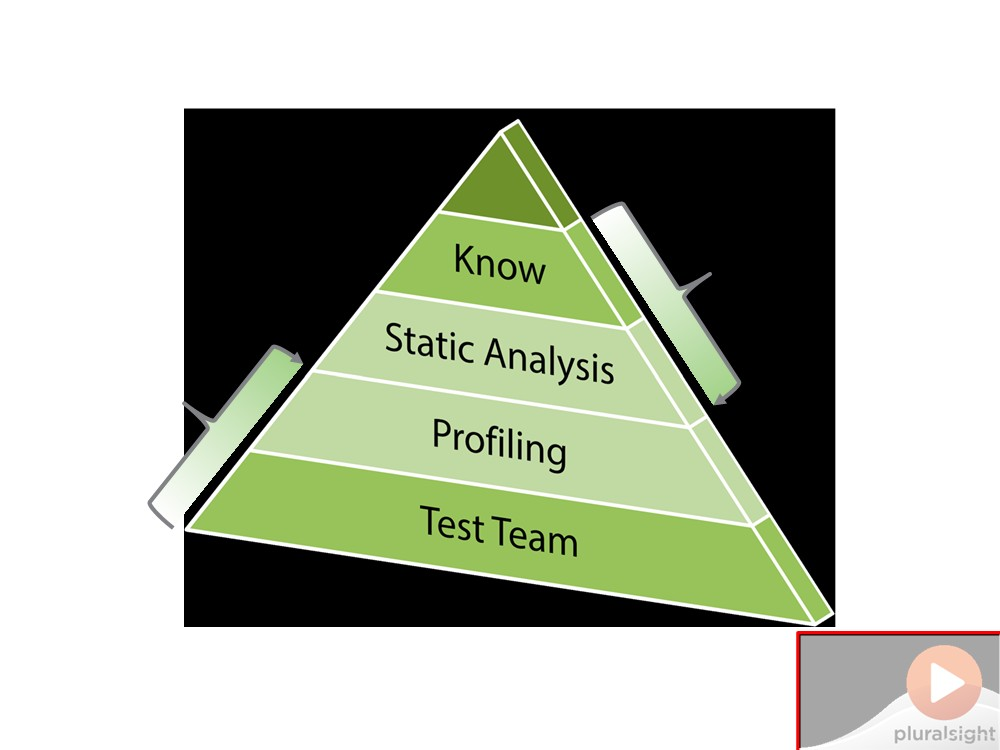 Know
Static Analysis
Profiling
Test Team
pluralsight